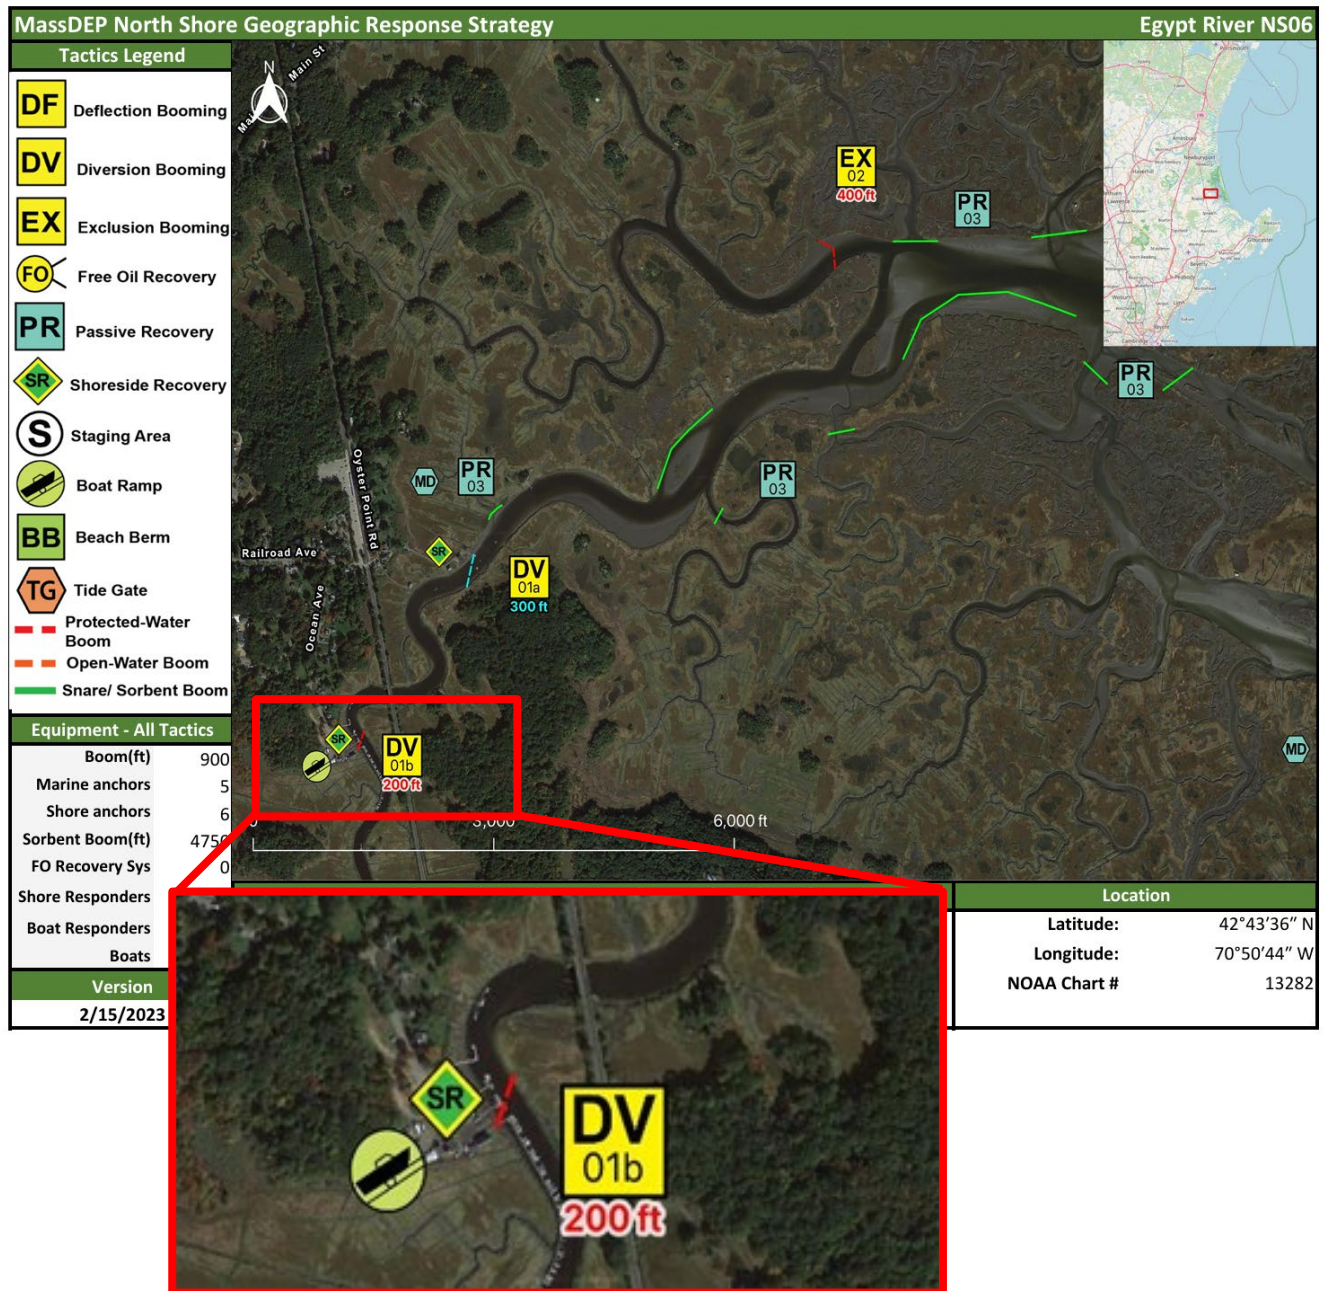 MassDEP North Shore Geographic Response Strategy
Egypt River NS06
Tactics Legend
DF
Deflection Booming
DV
Diversion Booming
EX
Exclusion Booming
FO
Free Oil Recovery
PR
Passive Recovery
SR
Shoreside Recovery
S
Staging Area
Boat Ramp
BB
Beach Berm
TG
Tide Gate
Protected-Water
Boom
Open-Water Boom
Snare/ Sorbent Boom
Equipment - All Tactics
Boom(ft) 900
Marine anchors 5
Shore anchors 6
Sorbent Boom(ft) 4750
FO Recovery Sys 0
Shore Responders
Boat Responders
Boats
Version
2/15/2023
N
Main St
EX
02
400 ft
PR
03
PR
03
Oyster Point Rd
MD
PR
03
PR
03
Railroad Ave
SR
DV
01a
300 ft
Ocean Ave
SR
DV
01b
200 ft
MD
3,000
6,000 ft
Location
Latitude: 42°43'36" N
Longitude: 70°50'44" W
NOAA Chart # 13282
SR
DV
01b
200 ft